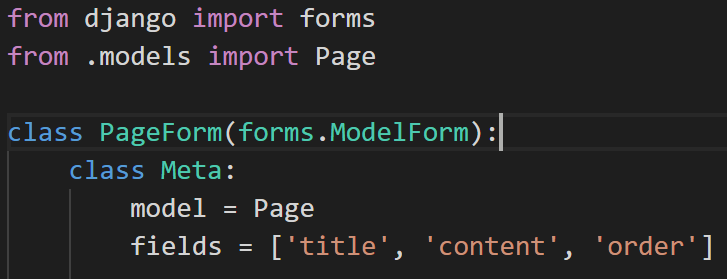 from django import forms
from .models import Page
class PageForm(forms.ModelForm):
    class Meta:
        model = Page
        fields = ['title', 'content', 'order']